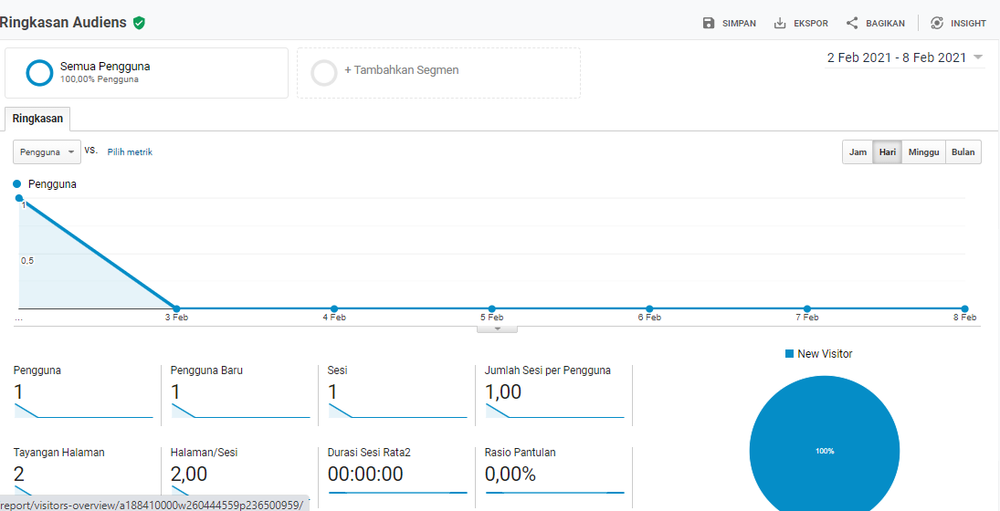 Ringkasan Audiens
SIMPAN EKSPOR BAGIKAN INSIGHT
Semua Pengguna
100,00% Pengguna
+ Tambahkan Segmen
2 Feb 2021 - 8 Feb 2021
Ringkasan
Pengguna vs. Pilih metrik
Jam Hari Minggu Bulan
Pengguna
1
0,5
... 3 Feb 4 Feb 5 Feb 6 Feb 7 Feb 8 Feb
New Visitor
Pengguna Pengguna Baru Sesi Jumlah Sesi per Pengguna
1 1 1 1,00
Tayangan Halaman Halaman/Sesi Durasi Sesi Rata2 Rasio Pantulan
2 2,00 00:00:00 0,00%
100%
report/visitors-overview/a188410000w260444559p236500959/